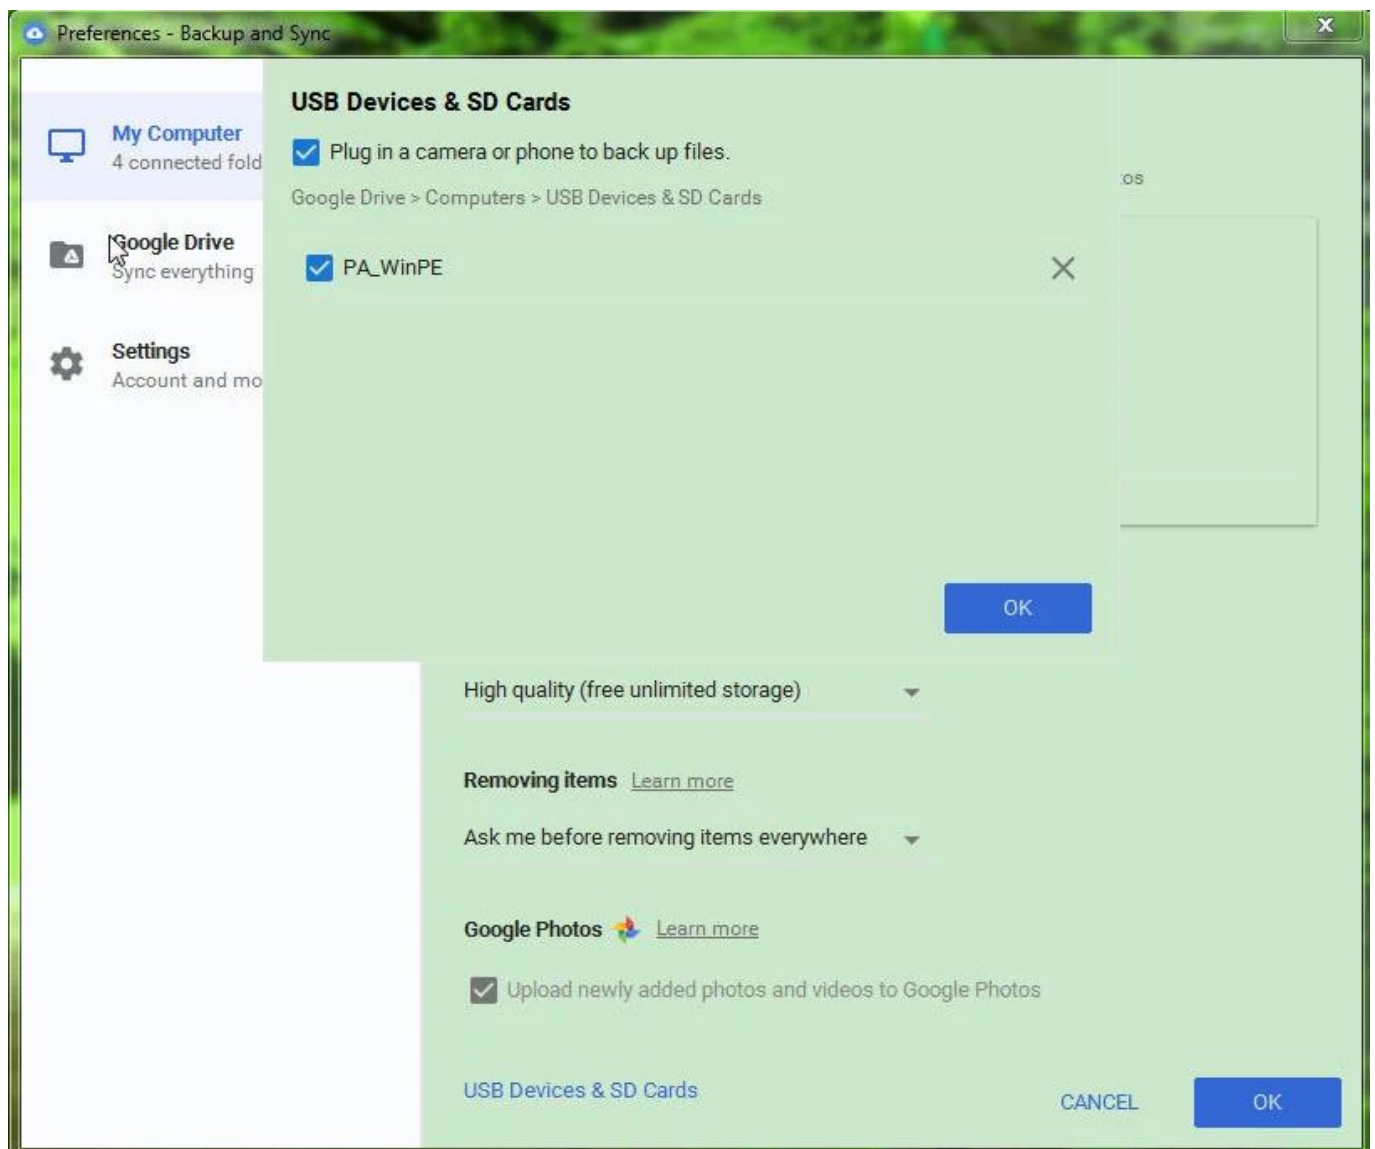 Preferences - Backup and Sync
USB Devices & SD Cards
My Computer
4 connected fold
Plug in a camera or phone to back up files.
Google Drive > Computers > USB Devices & SD Cards
os
Google Drive
Sync everything
PA_WinPE
Settings
Account and mo
OK
High quality (free unlimited storage)
Removing items Learn more
Ask me before removing items everywhere
Google Photos Learn more
Upload newly added photos and videos to Google Photos
USB Devices & SD Cards
CANCEL OK